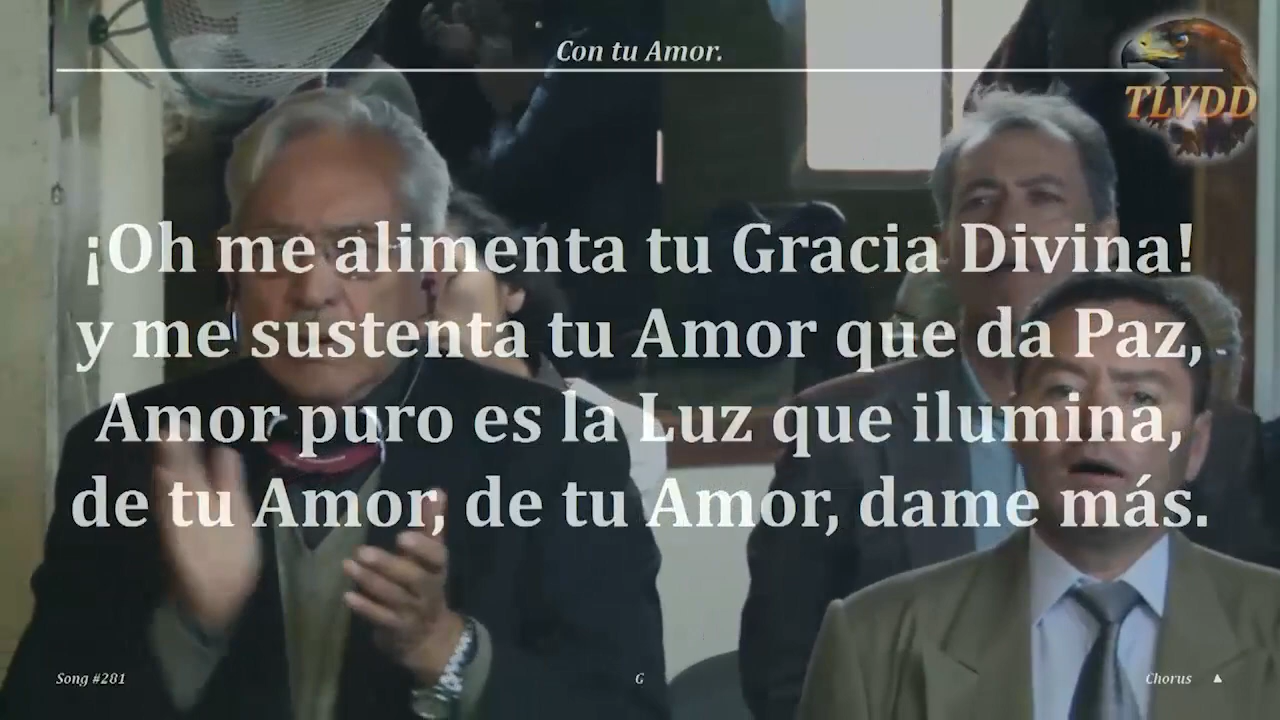 Con tu Amor.
TLVDD
¡Oh me alimenta tu Gracia Divina!
y me sustenta tu Amor que da Paz,
Amor puro es la Luz que ilumina,
de tu Amor, de tu Amor, dame más.
Song #281
G
Chorus ▲